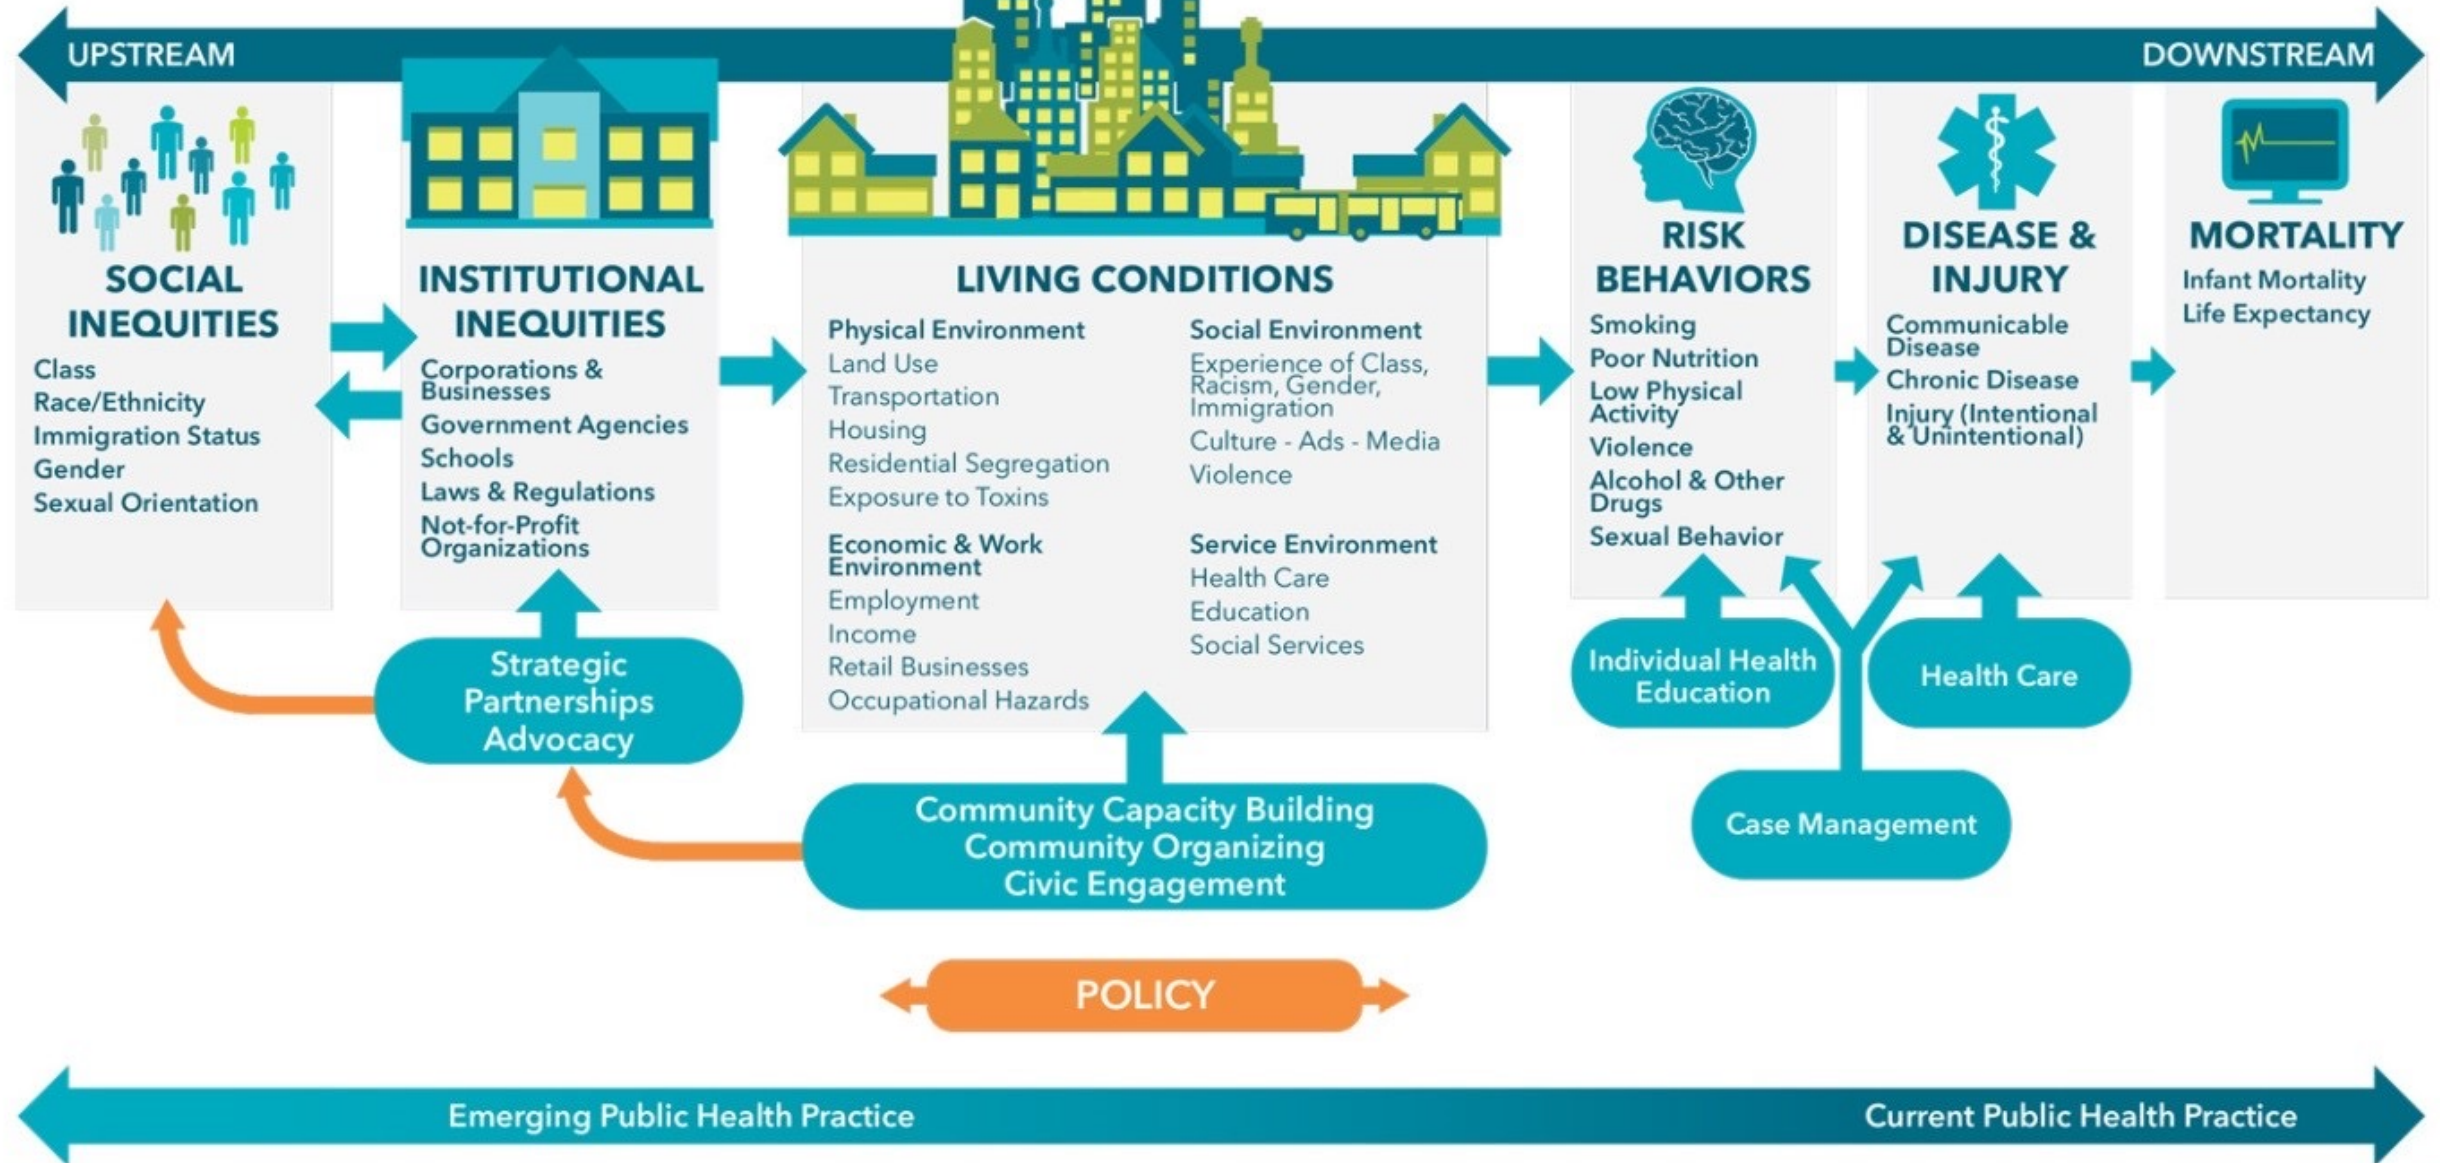 UPSTREAM
DOWNSTREAM
SOCIAL
INEQUITIES
Class
Race/Ethnicity
Immigration Status
Gender
Sexual Orientation
INSTITUTIONAL
INEQUITIES
Corporations &
Businesses
Government Agencies
Schools
Laws & Regulations
Not-for-Profit
Organizations
LIVING CONDITIONS
Physical Environment
Land Use
Transportation
Housing
Residential Segregation
Exposure to Toxins
Economic & Work
Environment
Employment
Income
Retail Businesses
Occupational Hazards
Social Environment
Experience of Class,
Racism, Gender,
Immigration
Culture - Ads - Media
Violence
Service Environment
Health Care
Education
Social Services
RISK
BEHAVIORS
Smoking
Poor Nutrition
Low Physical
Activity
Violence
Alcohol & Other
Drugs
Sexual Behavior
DISEASE &
INJURY
Communicable
Disease
Chronic Disease
Injury (Intentional
& Unintentional)
MORTALITY
Infant Mortality
Life Expectancy
Strategic
Partnerships
Advocacy
Community Capacity Building
Community Organizing
Civic Engagement
Individual Health
Education
Health Care
Case Management
POLICY
Emerging Public Health Practice
Current Public Health Practice